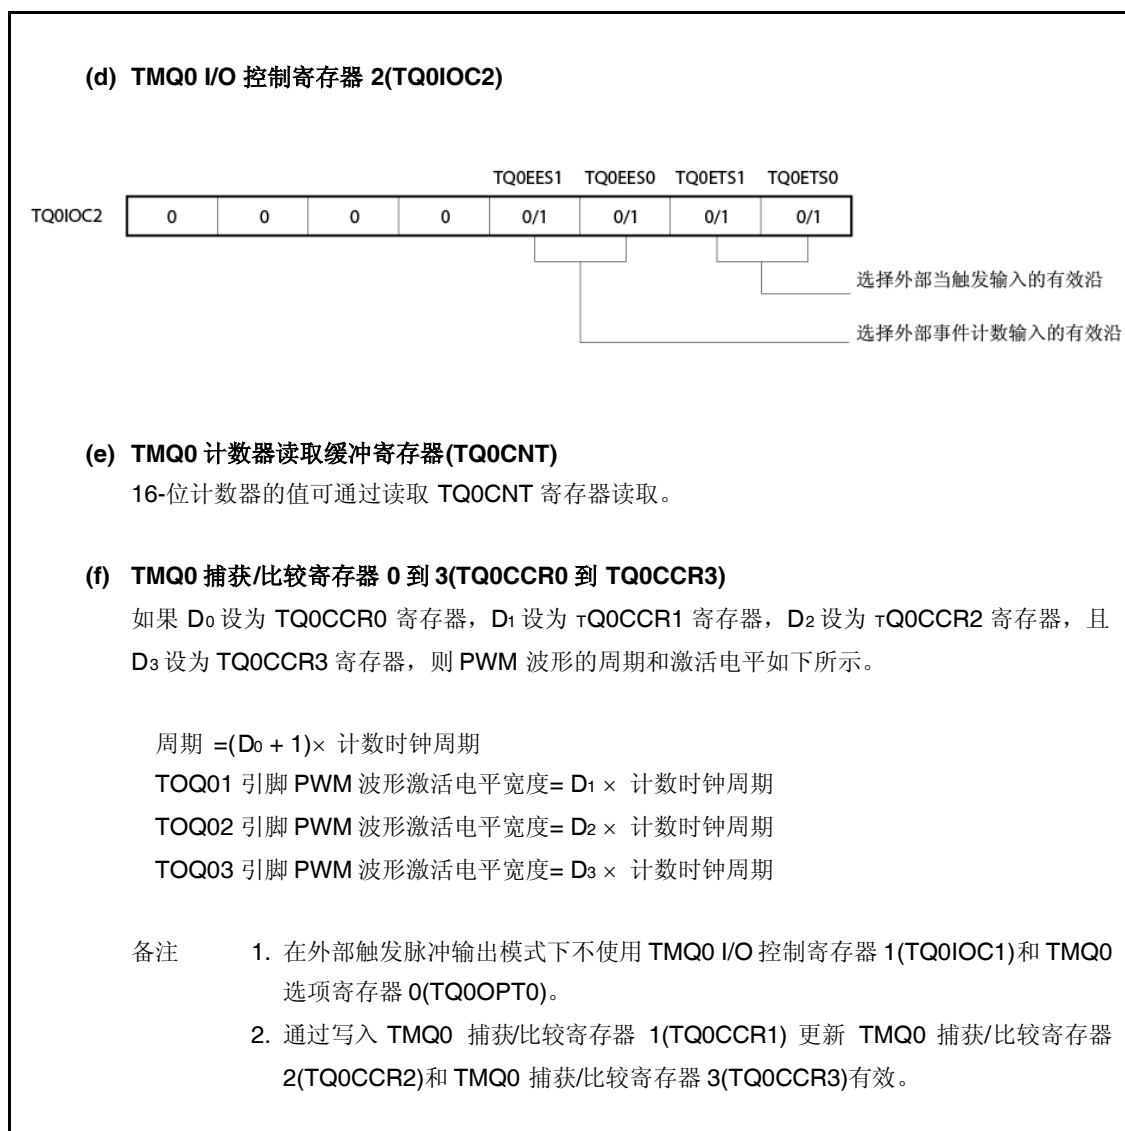 (d) TMQ0 I/O 控制寄存器 2(TQ0IOC2)
TQ0EES1 TQ0EES0 TQ0ETS1 TQ0ETS0
TQ0IOC2 0 0 0 0 0/1 0/1 0/1 0/1
选择外部当触发输入的有效沿
选择外部事件计数输入的有效沿
(e) TMQ0 计数器读取缓冲寄存器(TQ0CNT)
16-位计数器的值可通过读取 TQ0CNT 寄存器读取。
(f) TMQ0 捕获/比较寄存器 0 到 3(TQ0CCR0 到 TQ0CCR3)
如果 D0 设为 TQ0CCR0 寄存器，D1 设为 TQ0CCR1 寄存器，D2 设为 TQ0CCR2 寄存器，且
D3 设为 TQ0CCR3 寄存器，则 PWM 波形的周期和激活电平如下所示。
周期 =(D0 + 1)× 计数时钟周期
TOQ01 引脚 PWM 波形激活电平宽度= D1 × 计数时钟周期
TOQ02 引脚 PWM 波形激活电平宽度= D2 × 计数时钟周期
TOQ03 引脚 PWM 波形激活电平宽度= D3 × 计数时钟周期
备注 1. 在外部触发脉冲输出模式下不使用 TMQ0 I/O 控制寄存器 1(TQ0IOC1)和 TMQ0
选项寄存器 0(TQ0OPT0)。
2. 通过写入 TMQ0 捕获/比较寄存器 1(TQ0CCR1) 更新 TMQ0 捕获/比较寄存器
2(TQ0CCR2)和 TMQ0 捕获/比较寄存器 3(TQ0CCR3)有效。